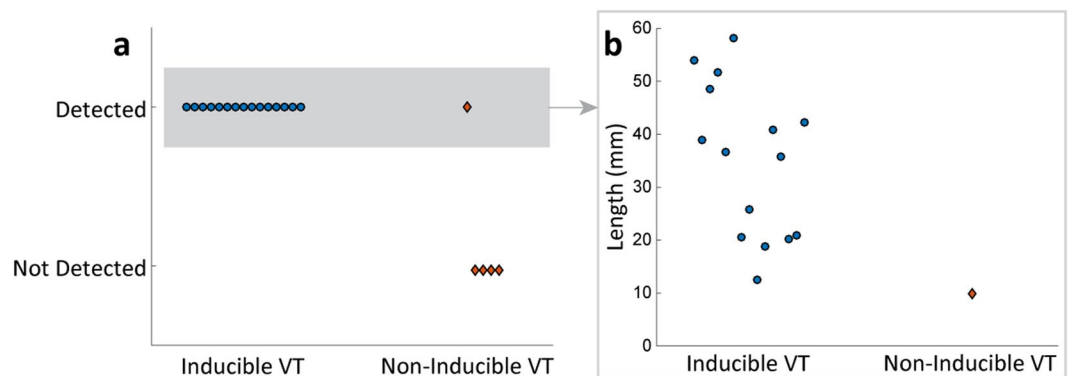 a
Detected
Not Detected
Inducible VT Non-Inducible VT
b
Length (mm)
60
50
40
30
20
10
0
Inducible VT Non-Inducible VT